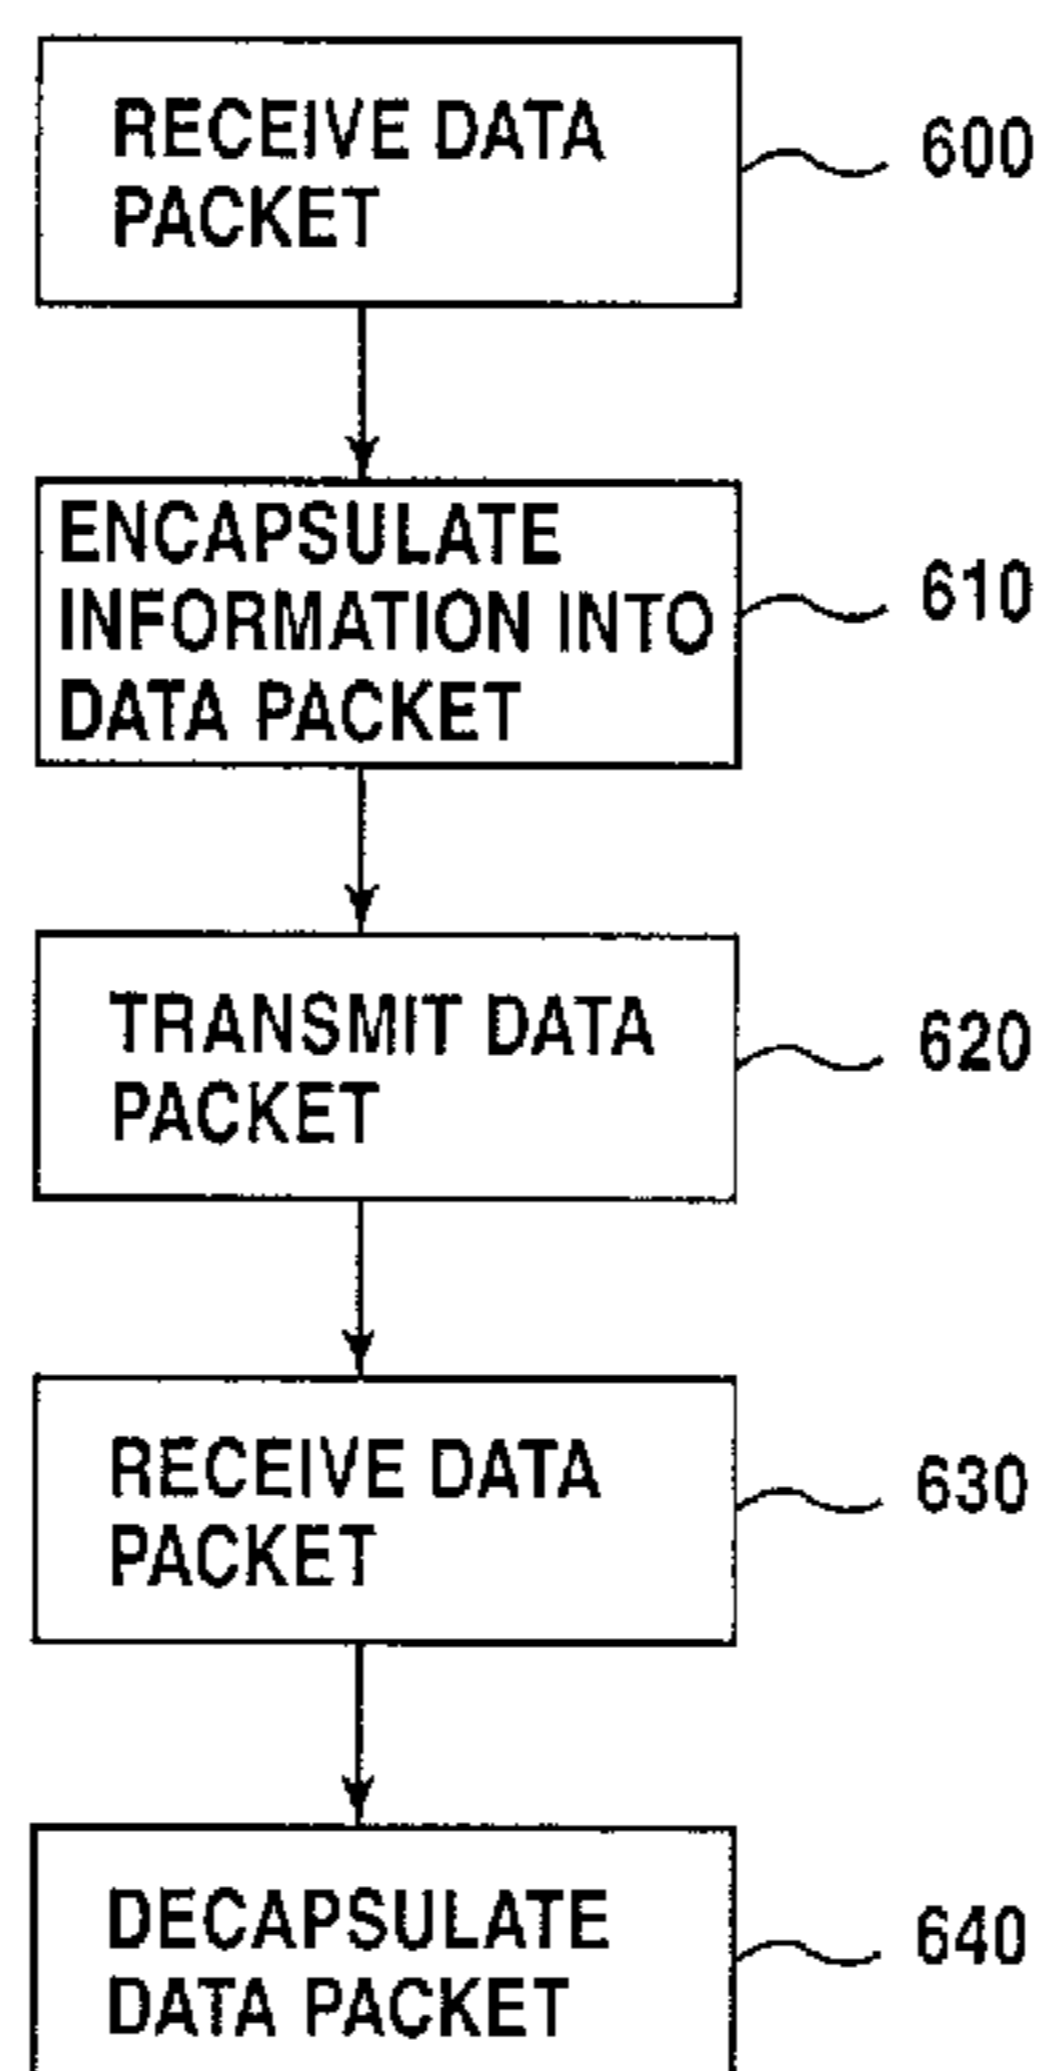 RECEIVE DATA
PACKET
600
ENCAPSULATE
INFORMATION INTO
DATA PACKET
610
TRANSMIT DATA
PACKET
620
RECEIVE DATA
PACKET
630
DECAPSULATE
DATA PACKET
640